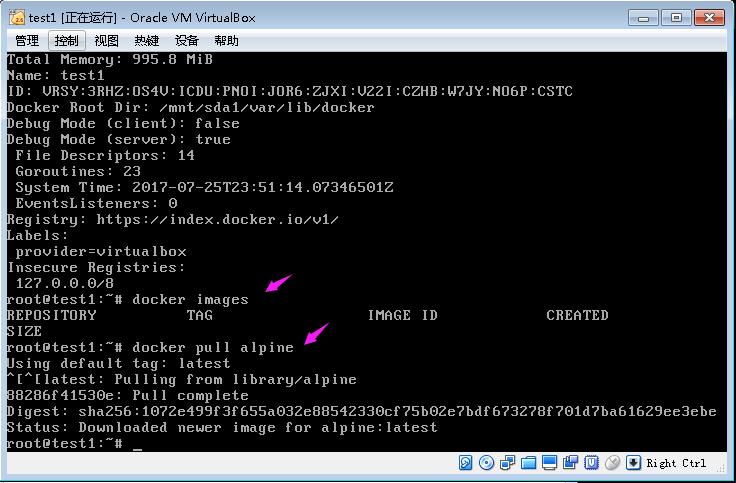 test1 [正在运行] - Oracle VM VirtualBox
管理 控制 视图 热键 设备 帮助
Total Memory: 995.8 MiB
Name: test1
ID: VRSY:3RHZ:OS4V:ICDU:PNOI:JOR6:ZJXI:V22I:CZHB:W7JY:NO6P:CSTC
Docker Root Dir: /mnt/sda1/var/lib/docker
Debug Mode (client): false
Debug Mode (server): true
File Descriptors: 14
Goroutines: 23
System Time: 2017-07-25T23:51:14.07346501Z
EventsListeners: 0
Registry: https://index.docker.io/v1/
Labels:
provider=virtualbox
Insecure Registries:
127.0.0.0/8
root@test1:~# docker images
REPOSITORY TAG IMAGE ID CREATED
SIZE
root@test1:~# docker pull alpine
Using default tag: latest
^[^[latest: Pulling from library/alpine
88286f41530e: Pull complete
Digest: sha256:1072e499f3f655a032e88542330cf75b02e7bdf673278f701d7ba61629ee3ebe
Status: Downloaded newer image for alpine:latest
root@test1:~# _
Right Ctrl